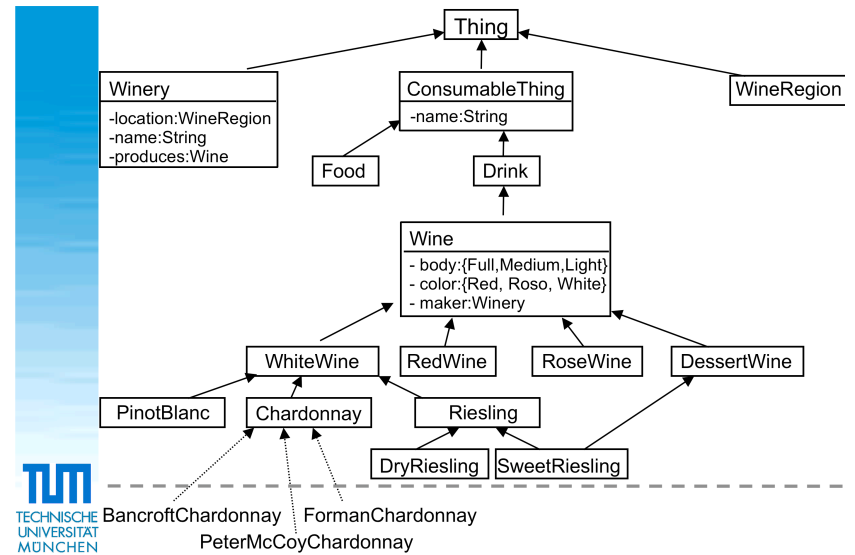 Thing
Winery
-location:WineRegion
-name:String
-produces:Wine
ConsumableThing
-name:String
WineRegion
Food
Drink
Wine
- body:{Full,Medium,Light}
- color:{Red, Roso, White}
- maker:Winery
WhiteWine
RedWine
RoseWine
DessertWine
PinotBlanc
Chardonnay
Riesling
DryRiesling
SweetRiesling
BancroftChardonnay
FormanChardonnay
PeterMcCoyChardonnay
TUM
TECHNISCHE
UNIVERSITÄT
MÜNCHEN